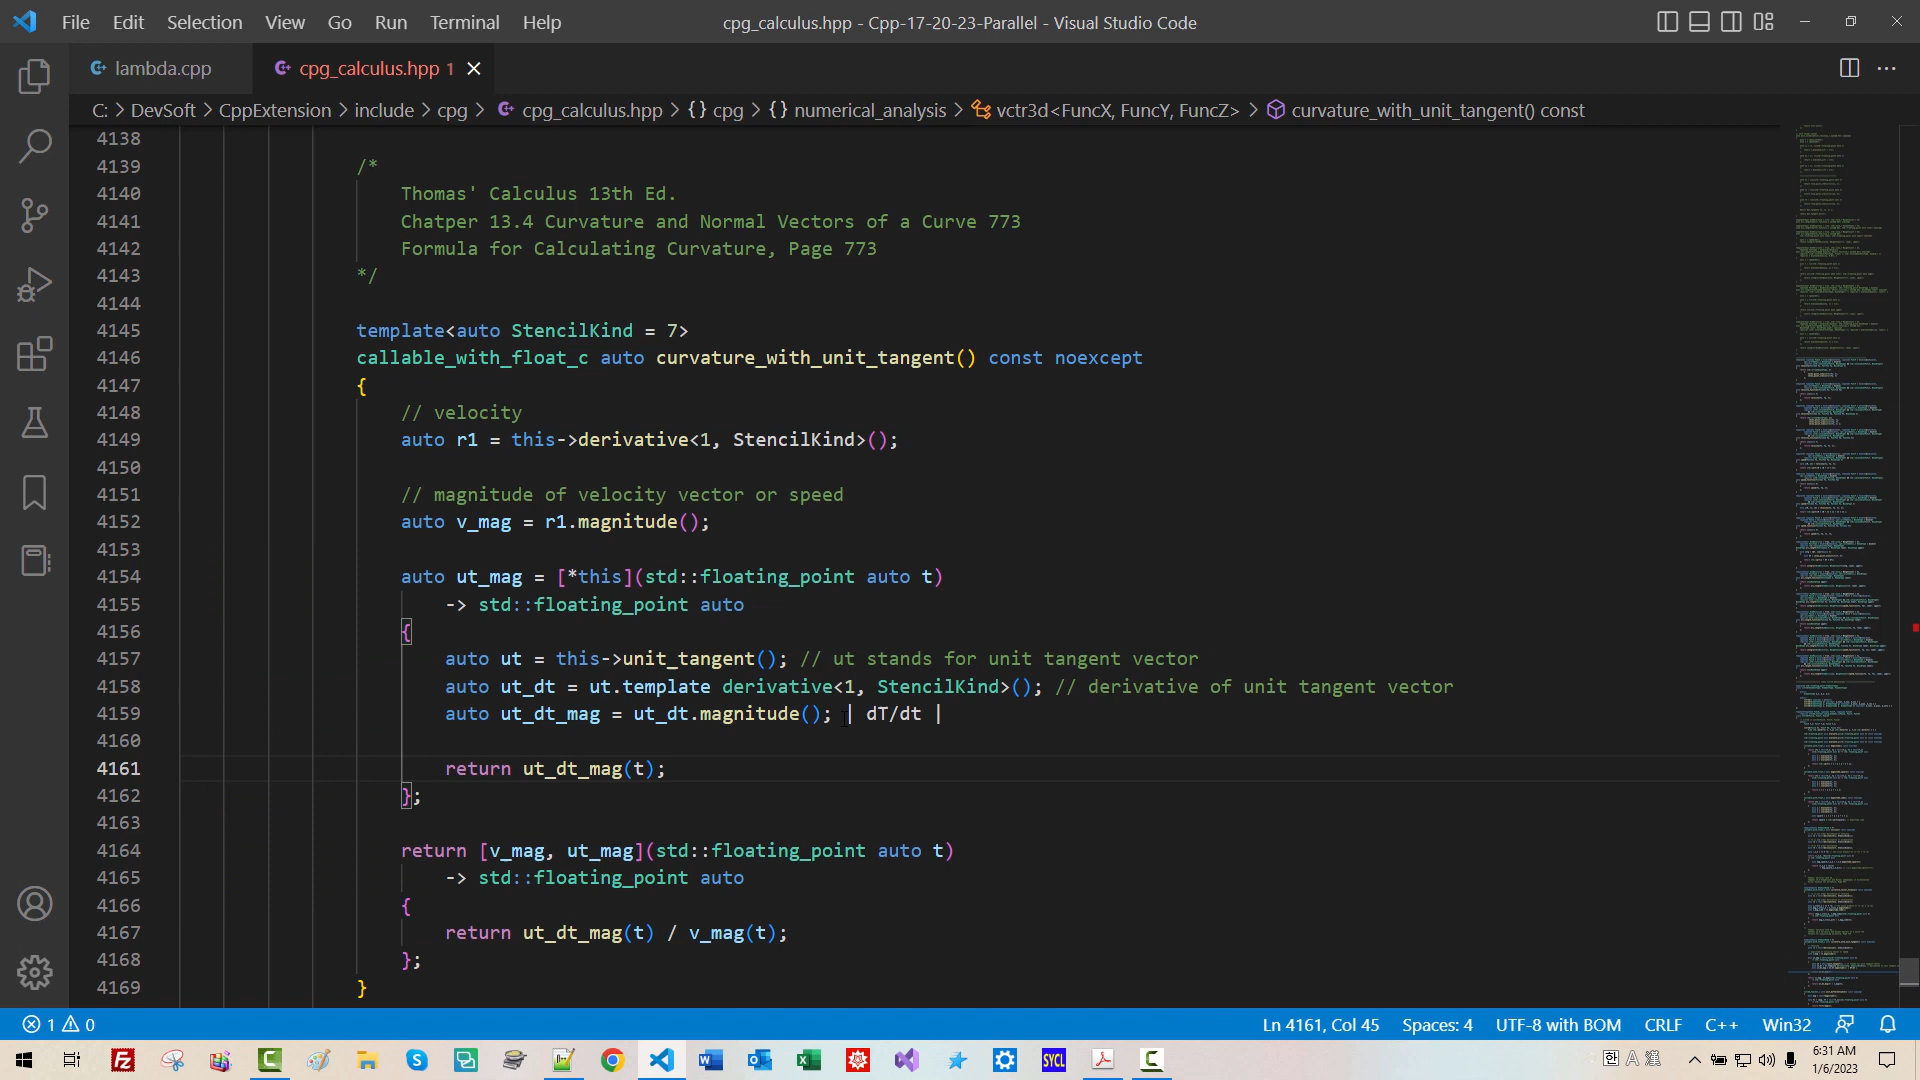 File Edit Selection View Go Run Terminal Help cpg_calculus.hpp - Cpp-17-20-23-Parallel - Visual Studio Code
lambda.cpp cpg_calculus.hpp 1
C: > DevSoft > CppExtension > include > cpg > cpg_calculus.hpp > {} cpg > {} numerical_analysis > vctr3d<FuncX, FuncY, FuncZ> > curvature_with_unit_tangent() const
4138
4139 /*
4140 Thomas' Calculus 13th Ed.
4141 Chatper 13.4 Curvature and Normal Vectors of a Curve 773
4142 Formula for Calculating Curvature, Page 773
4143 */
4144
4145 template<auto StencilKind = 7>
4146 callable_with_float_c auto curvature_with_unit_tangent() const noexcept
4147 {
4148 // velocity
4149 auto r1 = this->derivative<1, StencilKind>();
4150
4151 // magnitude of velocity vector or speed
4152 auto v_mag = r1.magnitude();
4153
4154 auto ut_mag = [*this](std::floating_point auto t)
4155 -> std::floating_point auto
4156 {
4157 auto ut = this->unit_tangent(); // ut stands for unit tangent vector
4158 auto ut_dt = ut.template derivative<1, StencilKind>(); // derivative of unit tangent vector
4159 auto ut_dt_mag = ut_dt.magnitude(); | dT/dt |
4160
4161 return ut_dt_mag(t);
4162 };
4163
4164 return [v_mag, ut_mag](std::floating_point auto t)
4165 -> std::floating_point auto
4166 {
4167 return ut_dt_mag(t) / v_mag(t);
4168 };
4169 }
1 0 Ln 4161, Col 45 Spaces: 4 UTF-8 with BOM CRLF C++ Win32
SYCL 한 A 漢 6:31 AM
1/6/2023